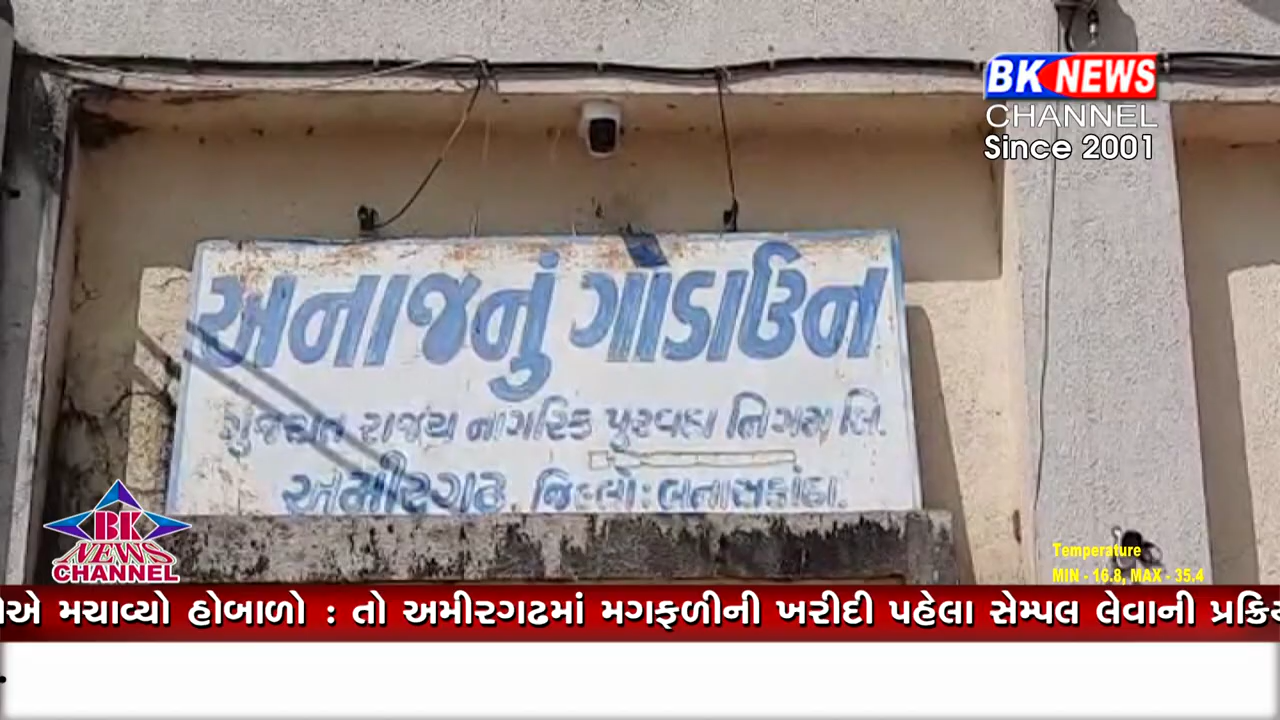 BK NEWS
CHANNEL
Since 2001
અનાજનું ગોડાઉન
ગુજરાત રાજ્ય નાગરિક પુરવઠા નિગમ લિ.
અમીરગઢ. જિલ્લો: બનાસકાંઠા.
BK
NEWS
CHANNEL
Temperature
MIN - 16.8, MAX - 35.4
મચાવ્યો હોબાળો : તો અમીરગઢમાં મગફળીની ખરીદી પહેલા સેમ્પલ લેવાની